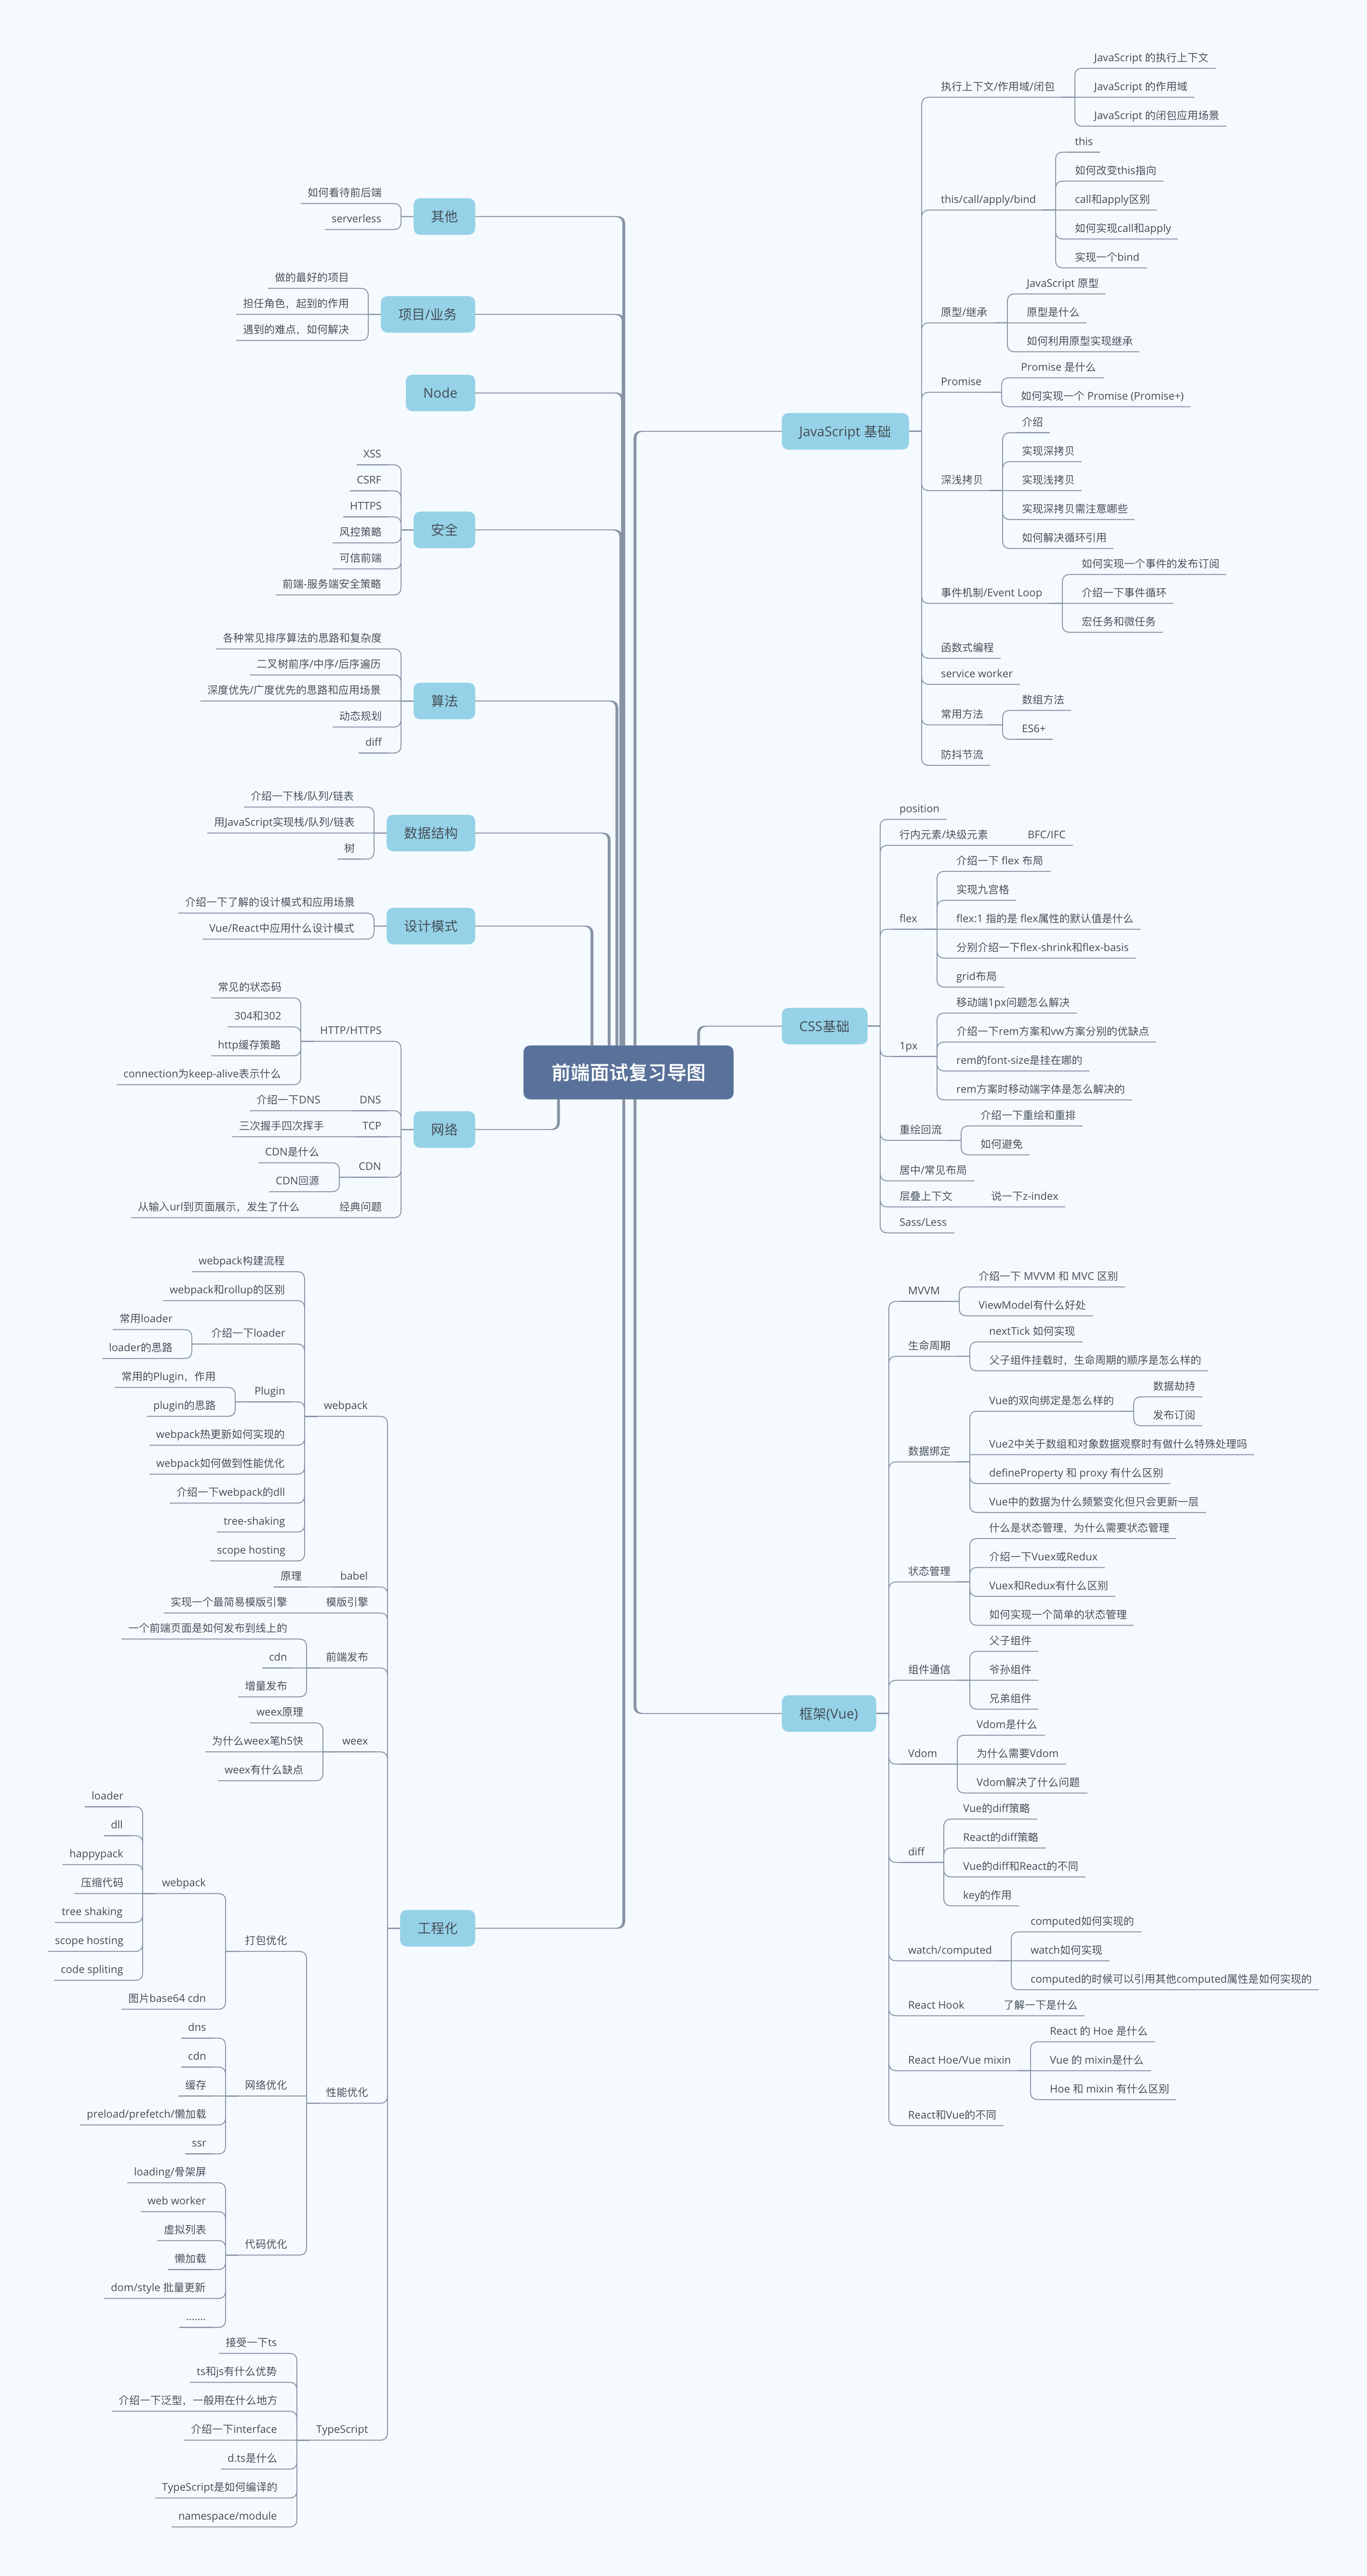 前端面试复习导图
JavaScript 基础
执行上下文/作用域/闭包
JavaScript 的执行上下文
JavaScript 的作用域
JavaScript 的闭包应用场景
this/call/apply/bind
this
如何改变this指向
call和apply区别
如何实现call和apply
实现一个bind
原型/继承
JavaScript 原型
原型是什么
如何利用原型实现继承
Promise
Promise 是什么
如何实现一个 Promise (Promise+)
深浅拷贝
介绍
实现深拷贝
实现浅拷贝
实现深拷贝需注意哪些
如何解决循环引用
事件机制/Event Loop
如何实现一个事件的发布订阅
介绍一下事件循环
宏任务和微任务
函数式编程
service worker
常用方法
数组方法
ES6+
防抖节流
CSS基础
position
行内元素/块级元素
BFC/IFC
flex
介绍一下 flex 布局
实现九宫格
flex:1 指的是 flex属性的默认值是什么
分别介绍一下flex-shrink和flex-basis
grid布局
1px
移动端1px问题怎么解决
介绍一下rem方案和vw方案分别的优缺点
rem的font-size是挂在哪的
rem方案时移动端字体是怎么解决的
重绘回流
介绍一下重绘和重排
如何避免
居中/常见布局
层叠上下文
说一下z-index
Sass/Less
框架(Vue)
MVVM
介绍一下 MVVM 和 MVC 区别
ViewModel有什么好处
生命周期
nextTick 如何实现
父子组件挂载时，生命周期的顺序是怎么样的
数据绑定
Vue的双向绑定是怎么样的
数据劫持
发布订阅
Vue2中关于数组和对象数据观察时有做什么特殊处理吗
defineProperty 和 proxy 有什么区别
Vue中的数据为什么频繁变化但只会更新一层
状态管理
什么是状态管理，为什么需要状态管理
介绍一下Vuex或Redux
Vuex和Redux有什么区别
如何实现一个简单的状态管理
组件通信
父子组件
爷孙组件
兄弟组件
Vdom
Vdom是什么
为什么需要Vdom
Vdom解决了什么问题
diff
Vue的diff策略
React的diff策略
Vue的diff和React的不同
key的作用
watch/computed
computed如何实现的
watch如何实现
computed的时候可以引用其他computed属性是如何实现的
React Hook
了解一下是什么
React Hoe/Vue mixin
React 的 Hoe 是什么
Vue 的 mixin是什么
Hoe 和 mixin 有什么区别
React和Vue的不同
其他
如何看待前后端
serverless
项目/业务
做的最好的项目
担任角色，起到的作用
遇到的难点，如何解决
Node
安全
XSS
CSRF
HTTPS
风控策略
可信前端
前端-服务端安全策略
算法
各种常见排序算法的思路和复杂度
二叉树前序/中序/后序遍历
深度优先/广度优先的思路和应用场景
动态规划
diff
数据结构
介绍一下栈/队列/链表
用JavaScript实现栈/队列/链表
树
设计模式
介绍一下了解的设计模式和应用场景
Vue/React中应用什么设计模式
网络
HTTP/HTTPS
常见的状态码
304和302
http缓存策略
connection为keep-alive表示什么
DNS
介绍一下DNS
TCP
三次握手四次挥手
CDN
CDN是什么
CDN回源
经典问题
从输入url到页面展示，发生了什么
工程化
webpack
webpack构建流程
webpack和rollup的区别
介绍一下loader
常用loader
loader的思路
Plugin
常用的Plugin，作用
plugin的思路
webpack热更新如何实现的
webpack如何做到性能优化
介绍一下webpack的dll
tree-shaking
scope hosting
babel
原理
模版引擎
实现一个最简易模版引擎
前端发布
一个前端页面是如何发布到线上的
cdn
增量发布
weex
weex原理
为什么weex笔h5快
weex有什么缺点
性能优化
打包优化
webpack
loader
dll
happypack
压缩代码
tree shaking
scope hosting
code spliting
图片base64 cdn
网络优化
dns
cdn
缓存
preload/prefetch/懒加载
ssr
代码优化
loading/骨架屏
web worker
虚拟列表
懒加载
dom/style 批量更新
.......
TypeScript
接受一下ts
ts和js有什么优势
介绍一下泛型，一般用在什么地方
介绍一下interface
d.ts是什么
TypeScript是如何编译的
namespace/module